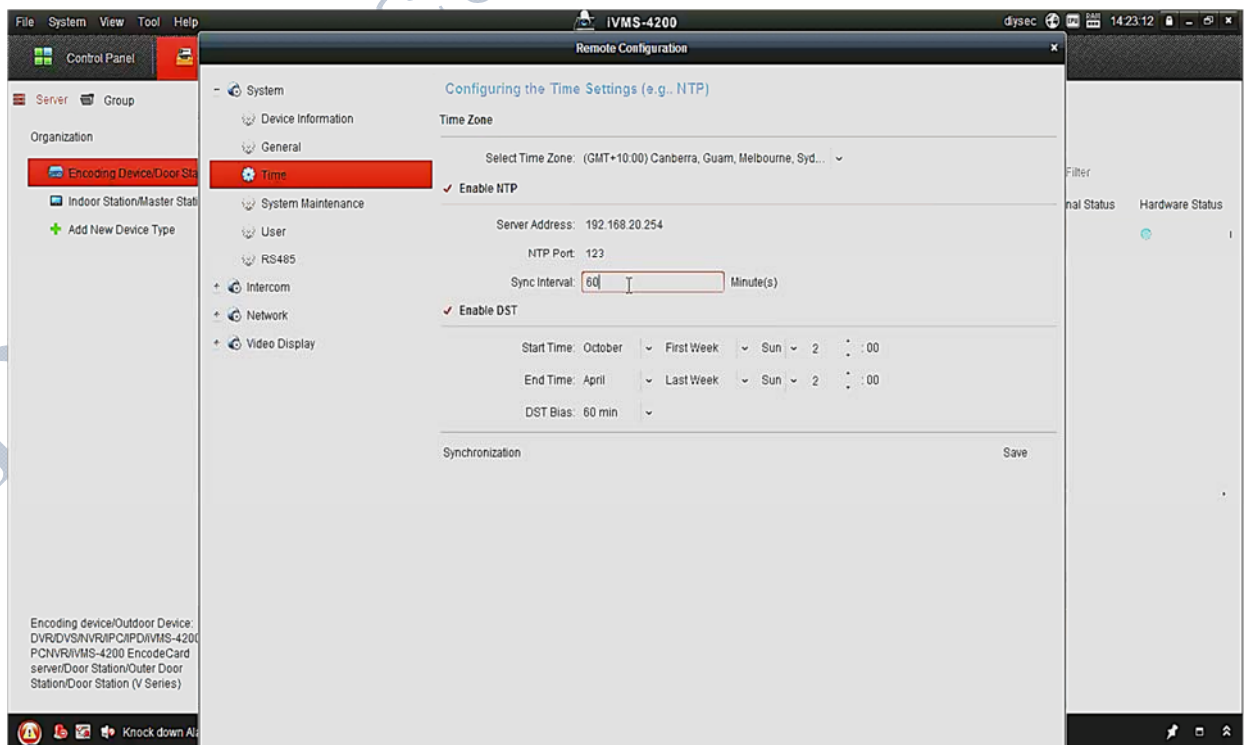 File System View Tool Help
iVMS-4200
diysec
14:23:12
Control Panel
Remote Configuration
Server Group
Organization
Encoding Device/Door Sta
Indoor Station/Master Stati
Add New Device Type
System
Device Information
General
Time
System Maintenance
User
RS485
Intercom
Network
Video Display
Configuring the Time Settings (e.g.. NTP)
Time Zone
Select Time Zone: (GMT+10:00) Canberra, Guam, Melbourne, Syd...
Enable NTP
Server Address: 192.168.20.254
NTP Port: 123
Sync Interval: 60 Minute(s)
Enable DST
Start Time: October First Week Sun 2 : 00
End Time: April Last Week Sun 2 : 00
DST Bias: 60 min
Synchronization
Save
Filter
nal Status Hardware Status
Encoding device/Outdoor Device:
DVR/DVS/NVR/IPC/IPD/iVMS-4200
PCNVR/iVMS-4200 EncodeCard
server/Door Station/Outer Door
Station/Door Station (V Series)
Knock down Ala